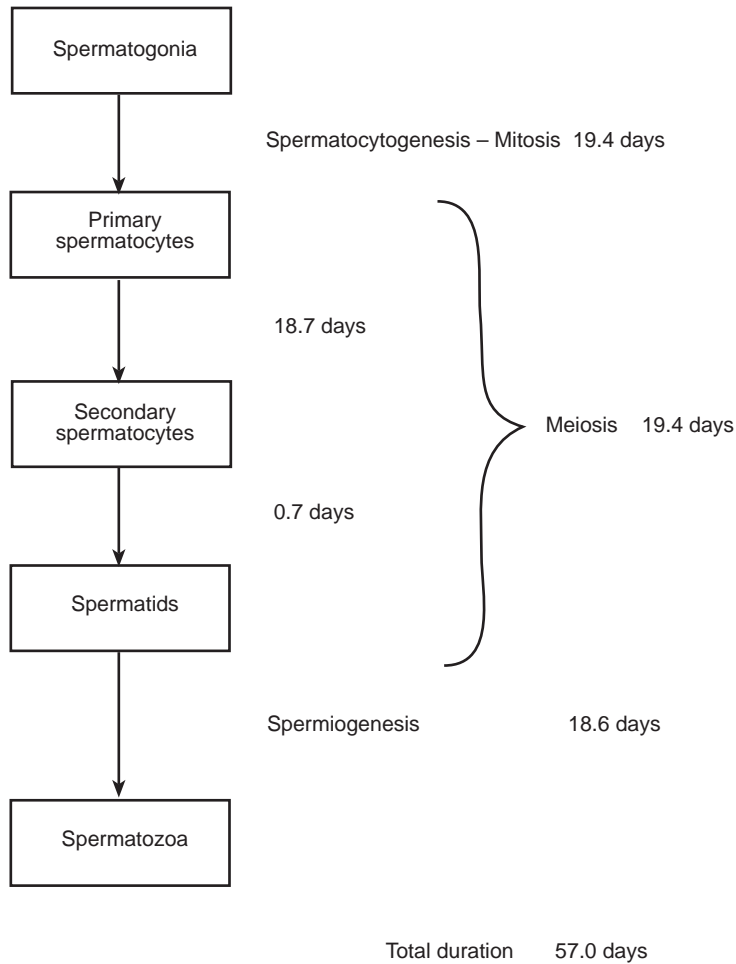 Spermatogonia
Spermatocytogenesis – Mitosis 19.4 days
Primary
spermatocytes
18.7 days
Secondary
spermatocytes
Meiosis 19.4 days
0.7 days
Spermatids
Spermiogenesis 18.6 days
Spermatozoa
Total duration 57.0 days